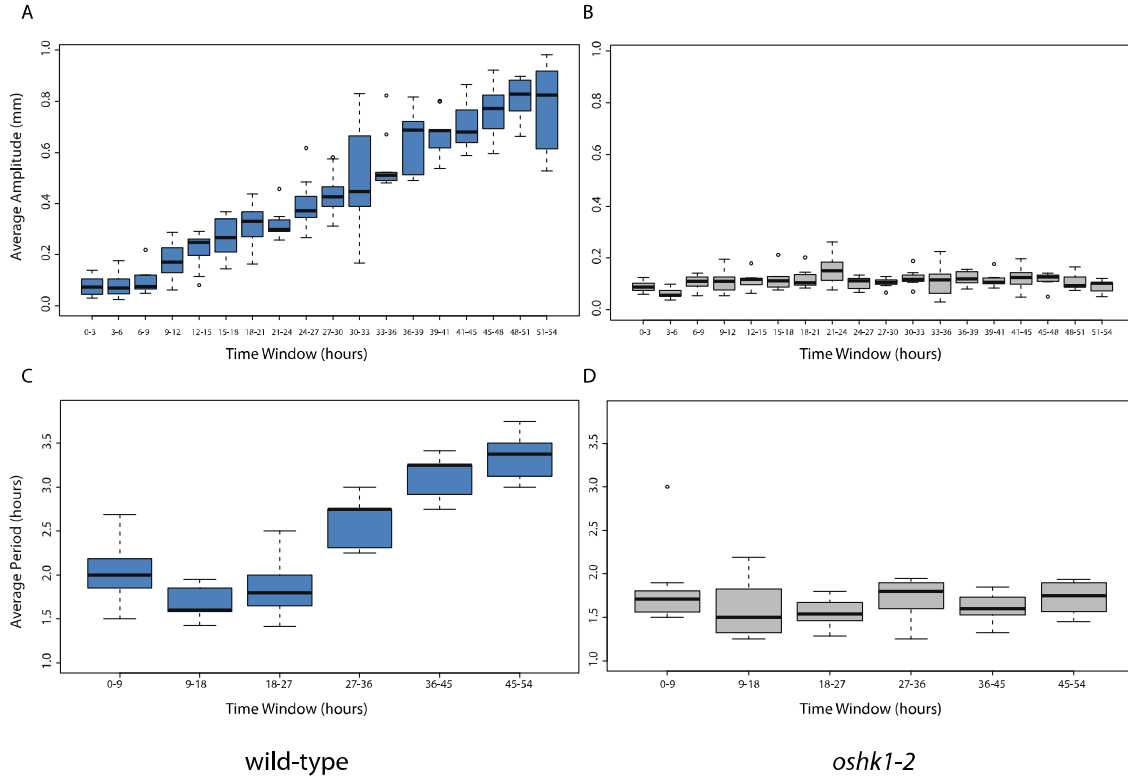 A
B
Average Amplitude (mm)
1.0
0.8
0.6
0.4
0.2
0.0
0-3 3-6 6-9 9-12 12-15 15-18 18-21 21-24 24-27 27-30 30-33 33-36 36-39 39-41 41-45 45-48 48-51 51-54
Time Window (hours)
1.0
0.8
0.6
0.4
0.2
0.0
0-3 3-6 6-9 9-12 12-15 15-18 18-21 21-24 24-27 27-30 30-33 33-36 36-39 39-41 41-45 45-48 48-51 51-54
Time Window (hours)
C
D
Average Period (hours)
3.5
3.0
2.5
2.0
1.5
1.0
0-9 9-18 18-27 27-36 36-45 45-54
Time Window (hours)
3.5
3.0
2.5
2.0
1.5
1.0
0-9 9-18 18-27 27-36 36-45 45-54
Time Window (hours)
wild-type
oshk1-2